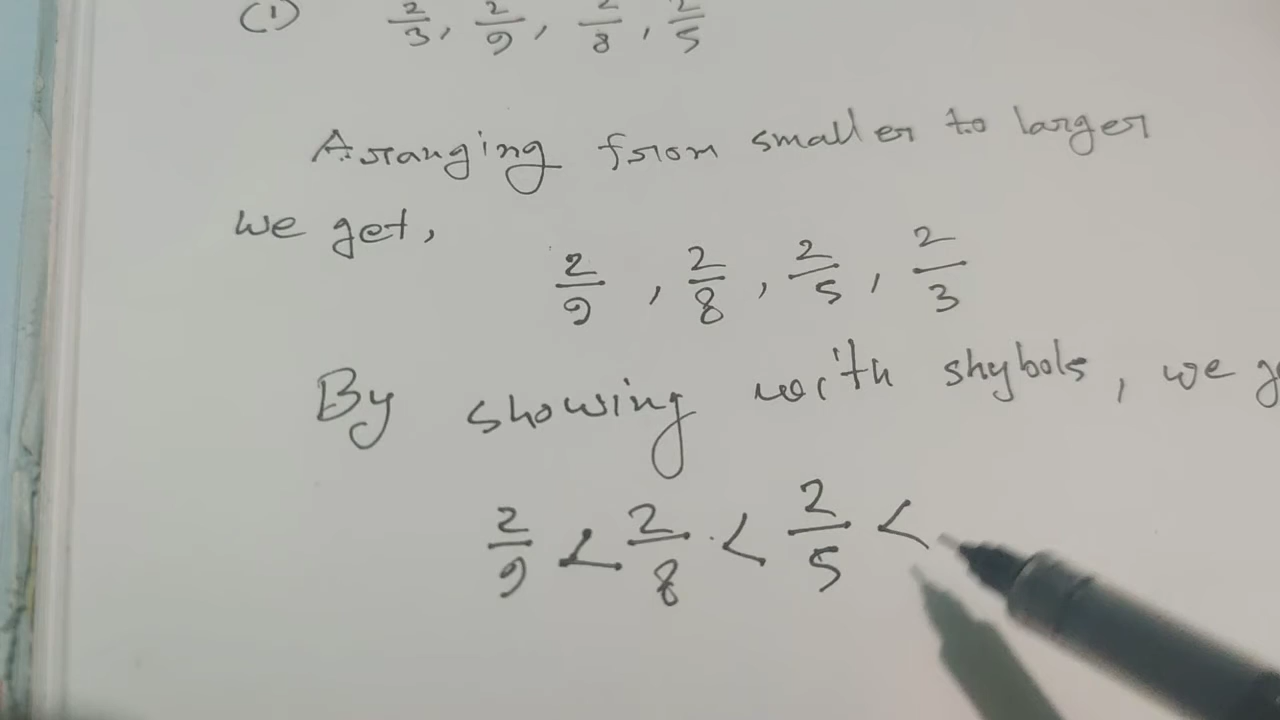 (1) 2/3, 2/9, 2/8, 2/5
Arranging from smaller to larger
we get,
2/9, 2/8, 2/5, 2/3
By showing with shybols, we g
2/9 < 2/8 < 2/5 <